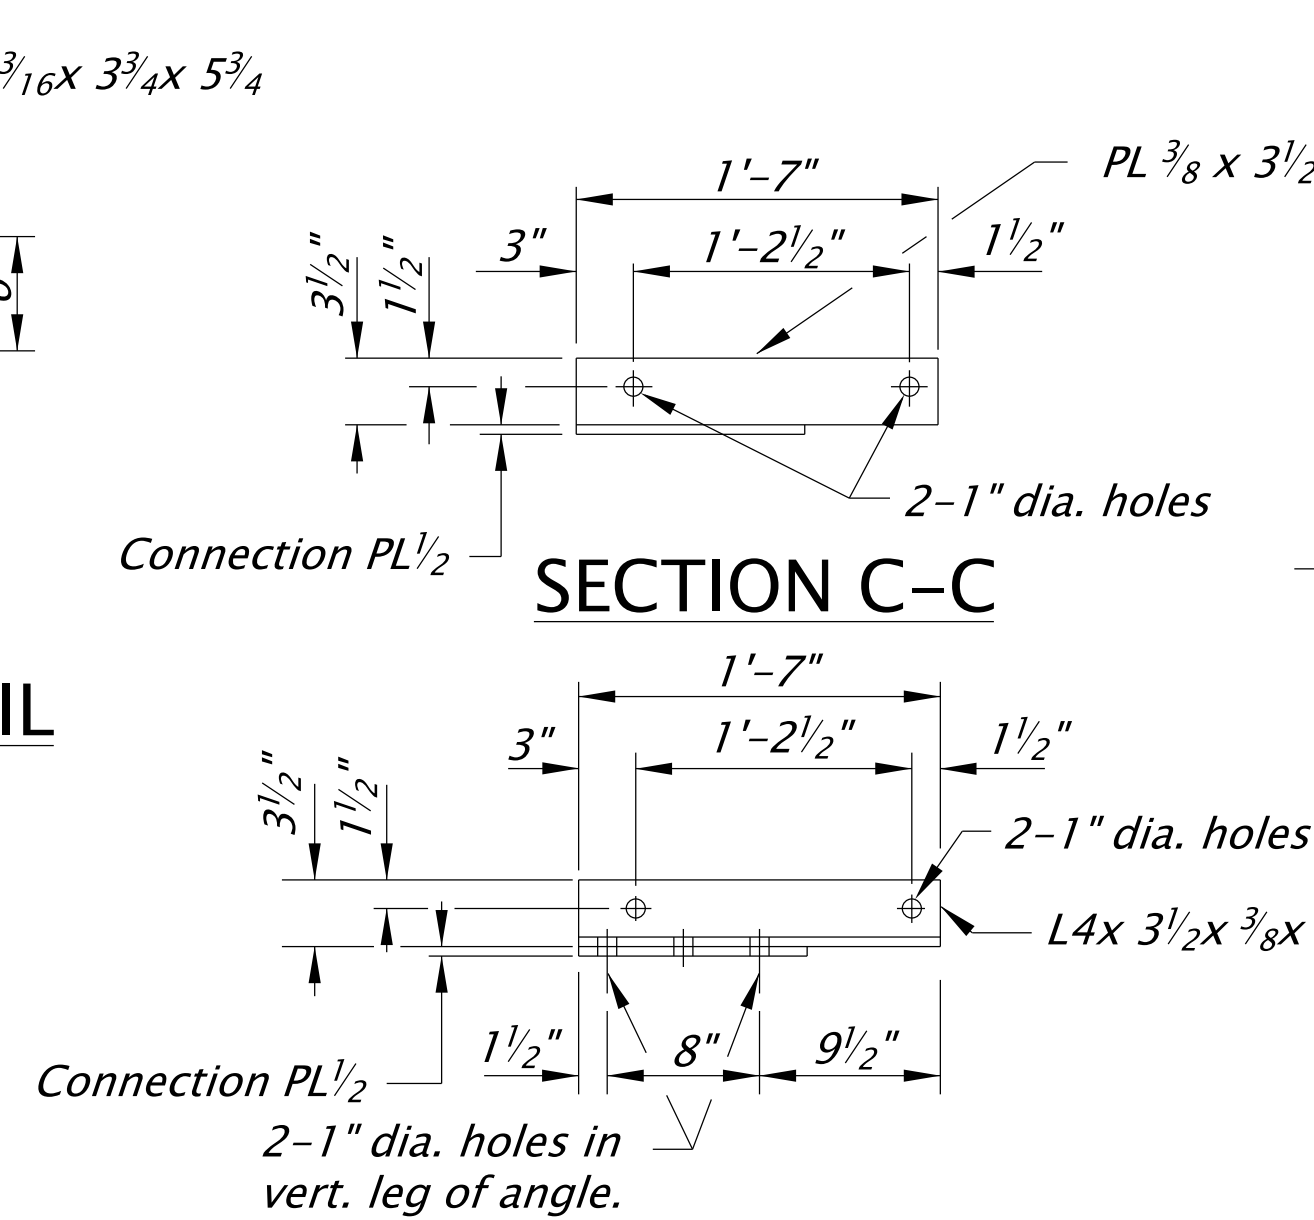 3/16x 3 3/4x 5 3/4
PL 3/8 x 3 1/2
1'-7"
3"
1'-2 1/2"
1 1/2"
3 1/2"
1 1/2"
2-1" dia. holes
Connection PL 1/2
SECTION C-C
IL
1'-7"
3"
1'-2 1/2"
1 1/2"
3 1/2"
1 1/2"
2-1" dia. holes
L4x 3 1/2x 3/8x
1 1/2"
8"
9 1/2"
Connection PL 1/2
2-1" dia. holes in
vert. leg of angle.